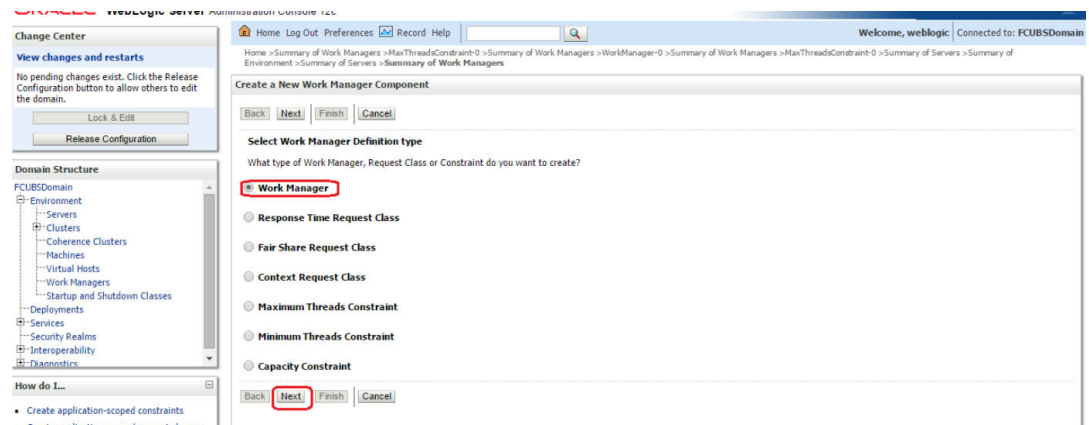 ORACLE WebLogic Server Administration Console 12c
Change Center
View changes and restarts
No pending changes exist. Click the Release
Configuration button to allow others to edit
the domain.
Lock & Edit
Release Configuration
Domain Structure
FCUBSDomain
Environment
Servers
Clusters
Coherence Clusters
Machines
Virtual Hosts
Work Managers
Startup and Shutdown Classes
Deployments
Services
Security Realms
Interoperability
Diagnostics
How do I...
Create application-scoped constraints
Home Log Out Preferences Record Help
Welcome, weblogic Connected to: FCUBSDomain
Home >Summary of Work Managers >MaxThreadsConstraint-0 >Summary of Work Managers >WorkManager-0 >Summary of Work Managers >MaxThreadsConstraint-0 >Summary of Servers >Summary of
Environment >Summary of Servers >Summary of Work Managers
Create a New Work Manager Component
Back Next Finish Cancel
Select Work Manager Definition type
What type of Work Manager, Request Class or Constraint do you want to create?
Work Manager
Response Time Request Class
Fair Share Request Class
Context Request Class
Maximum Threads Constraint
Minimum Threads Constraint
Capacity Constraint
Back Next Finish Cancel